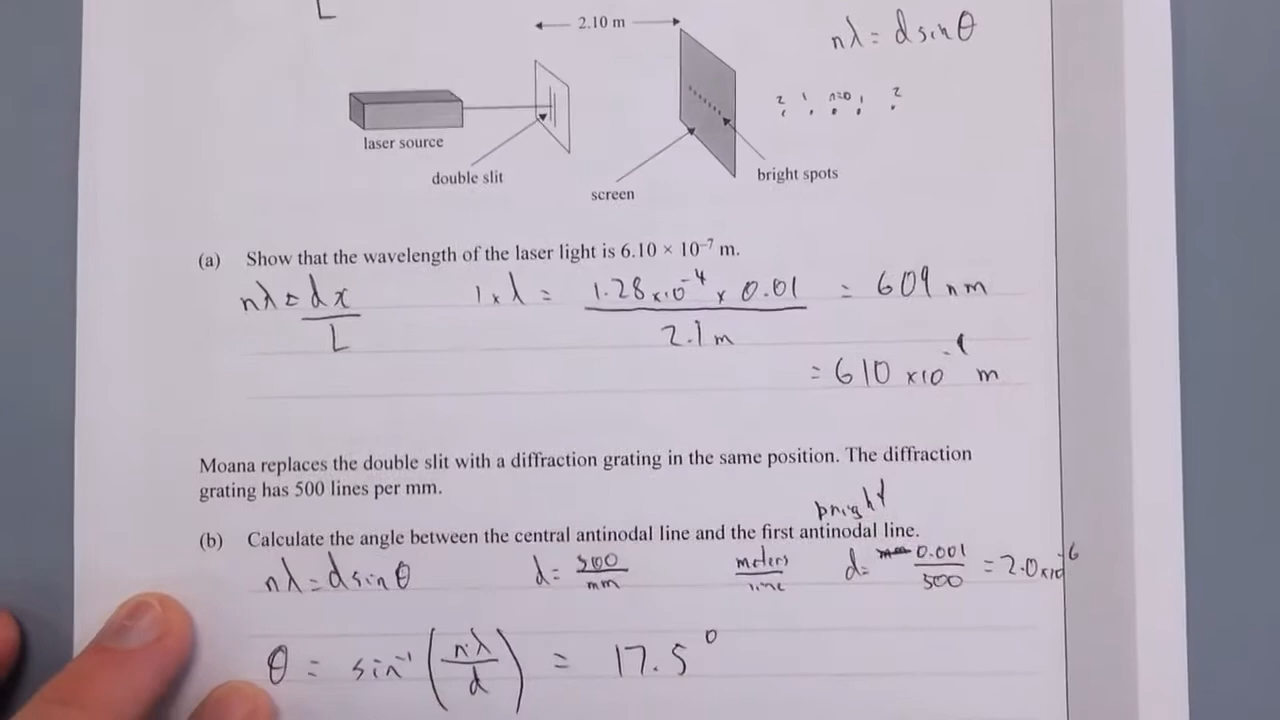 L
2.10 m
nλ = d sinθ
2 1 n=0 1 2
laser source
double slit
screen
bright spots
(a) Show that the wavelength of the laser light is 6.10 × 10⁻⁷ m.
nλ = dx / L
1 × λ = 1.28 × 10⁻⁴ × 0.01 / 2.1 m = 609 nm
= 610 × 10⁻⁹ m
Moana replaces the double slit with a diffraction grating in the same position. The diffraction
grating has 500 lines per mm.
bright
(b) Calculate the angle between the central antinodal line and the first antinodal line.
nλ = d sinθ d = 500 / mm meters / line d = 0.001 / 500 = 2.0 × 10⁻⁶
θ = sin⁻¹ (nλ / d) = 17.5°